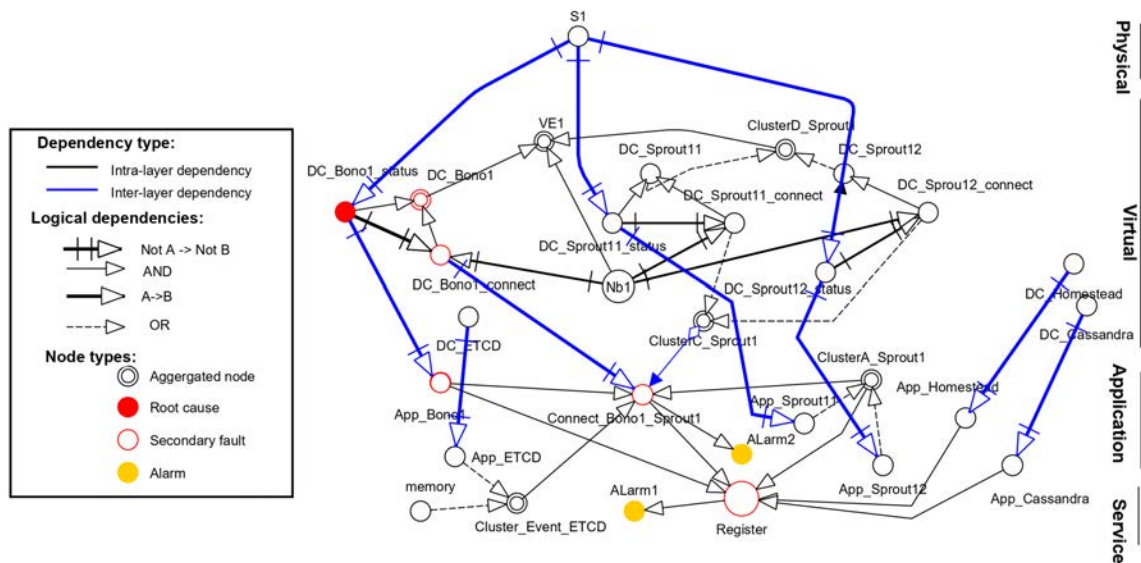 S1
Physical
VE1
ClusterD_Sprout1
Dependency type:
DC_Sprout11
DC_Sprout12
Intra-layer dependency
DC_Bono1_status
DC_Bono1
DC_Sprout11_connect
DC_Sprou12_connect
Inter-layer dependency
Logical dependencies:
Virtual
Not A -> Not B
DC_Sprout11_status
AND
DC_Bono1_connect
Nb1
DC_Sprout12_status
DC_Homestead
A->B
OR
DC_ETCD
ClusterC_Sprout1
DC_Cassandra
Node types:
ClusterA_Sprout1
Aggergated node
App_Homestead
Application
App_Bono1
Connect_Bono1_Sprout1
App_Sprout11
Root cause
Secondary fault
ALarm2
App_ETCD
Alarm
memory
ALarm1
App_Sprout12
App_Cassandra
Cluster_Event_ETCD
Register
Service